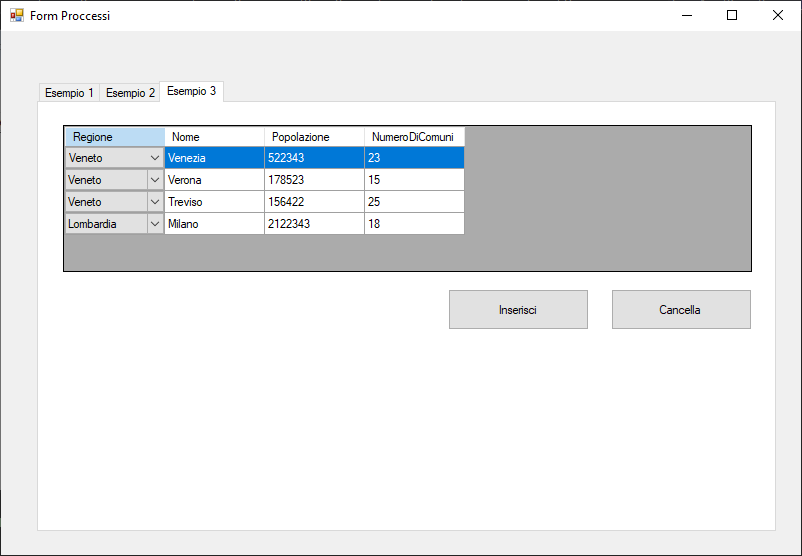 Form Proccessi
Esempio 1 Esempio 2 Esempio 3
Regione Nome Popolazione NumeroDiComuni
Veneto Venezia 522343 23
Veneto Verona 178523 15
Veneto Treviso 156422 25
Lombardia Milano 2122343 18
Inserisci Cancella